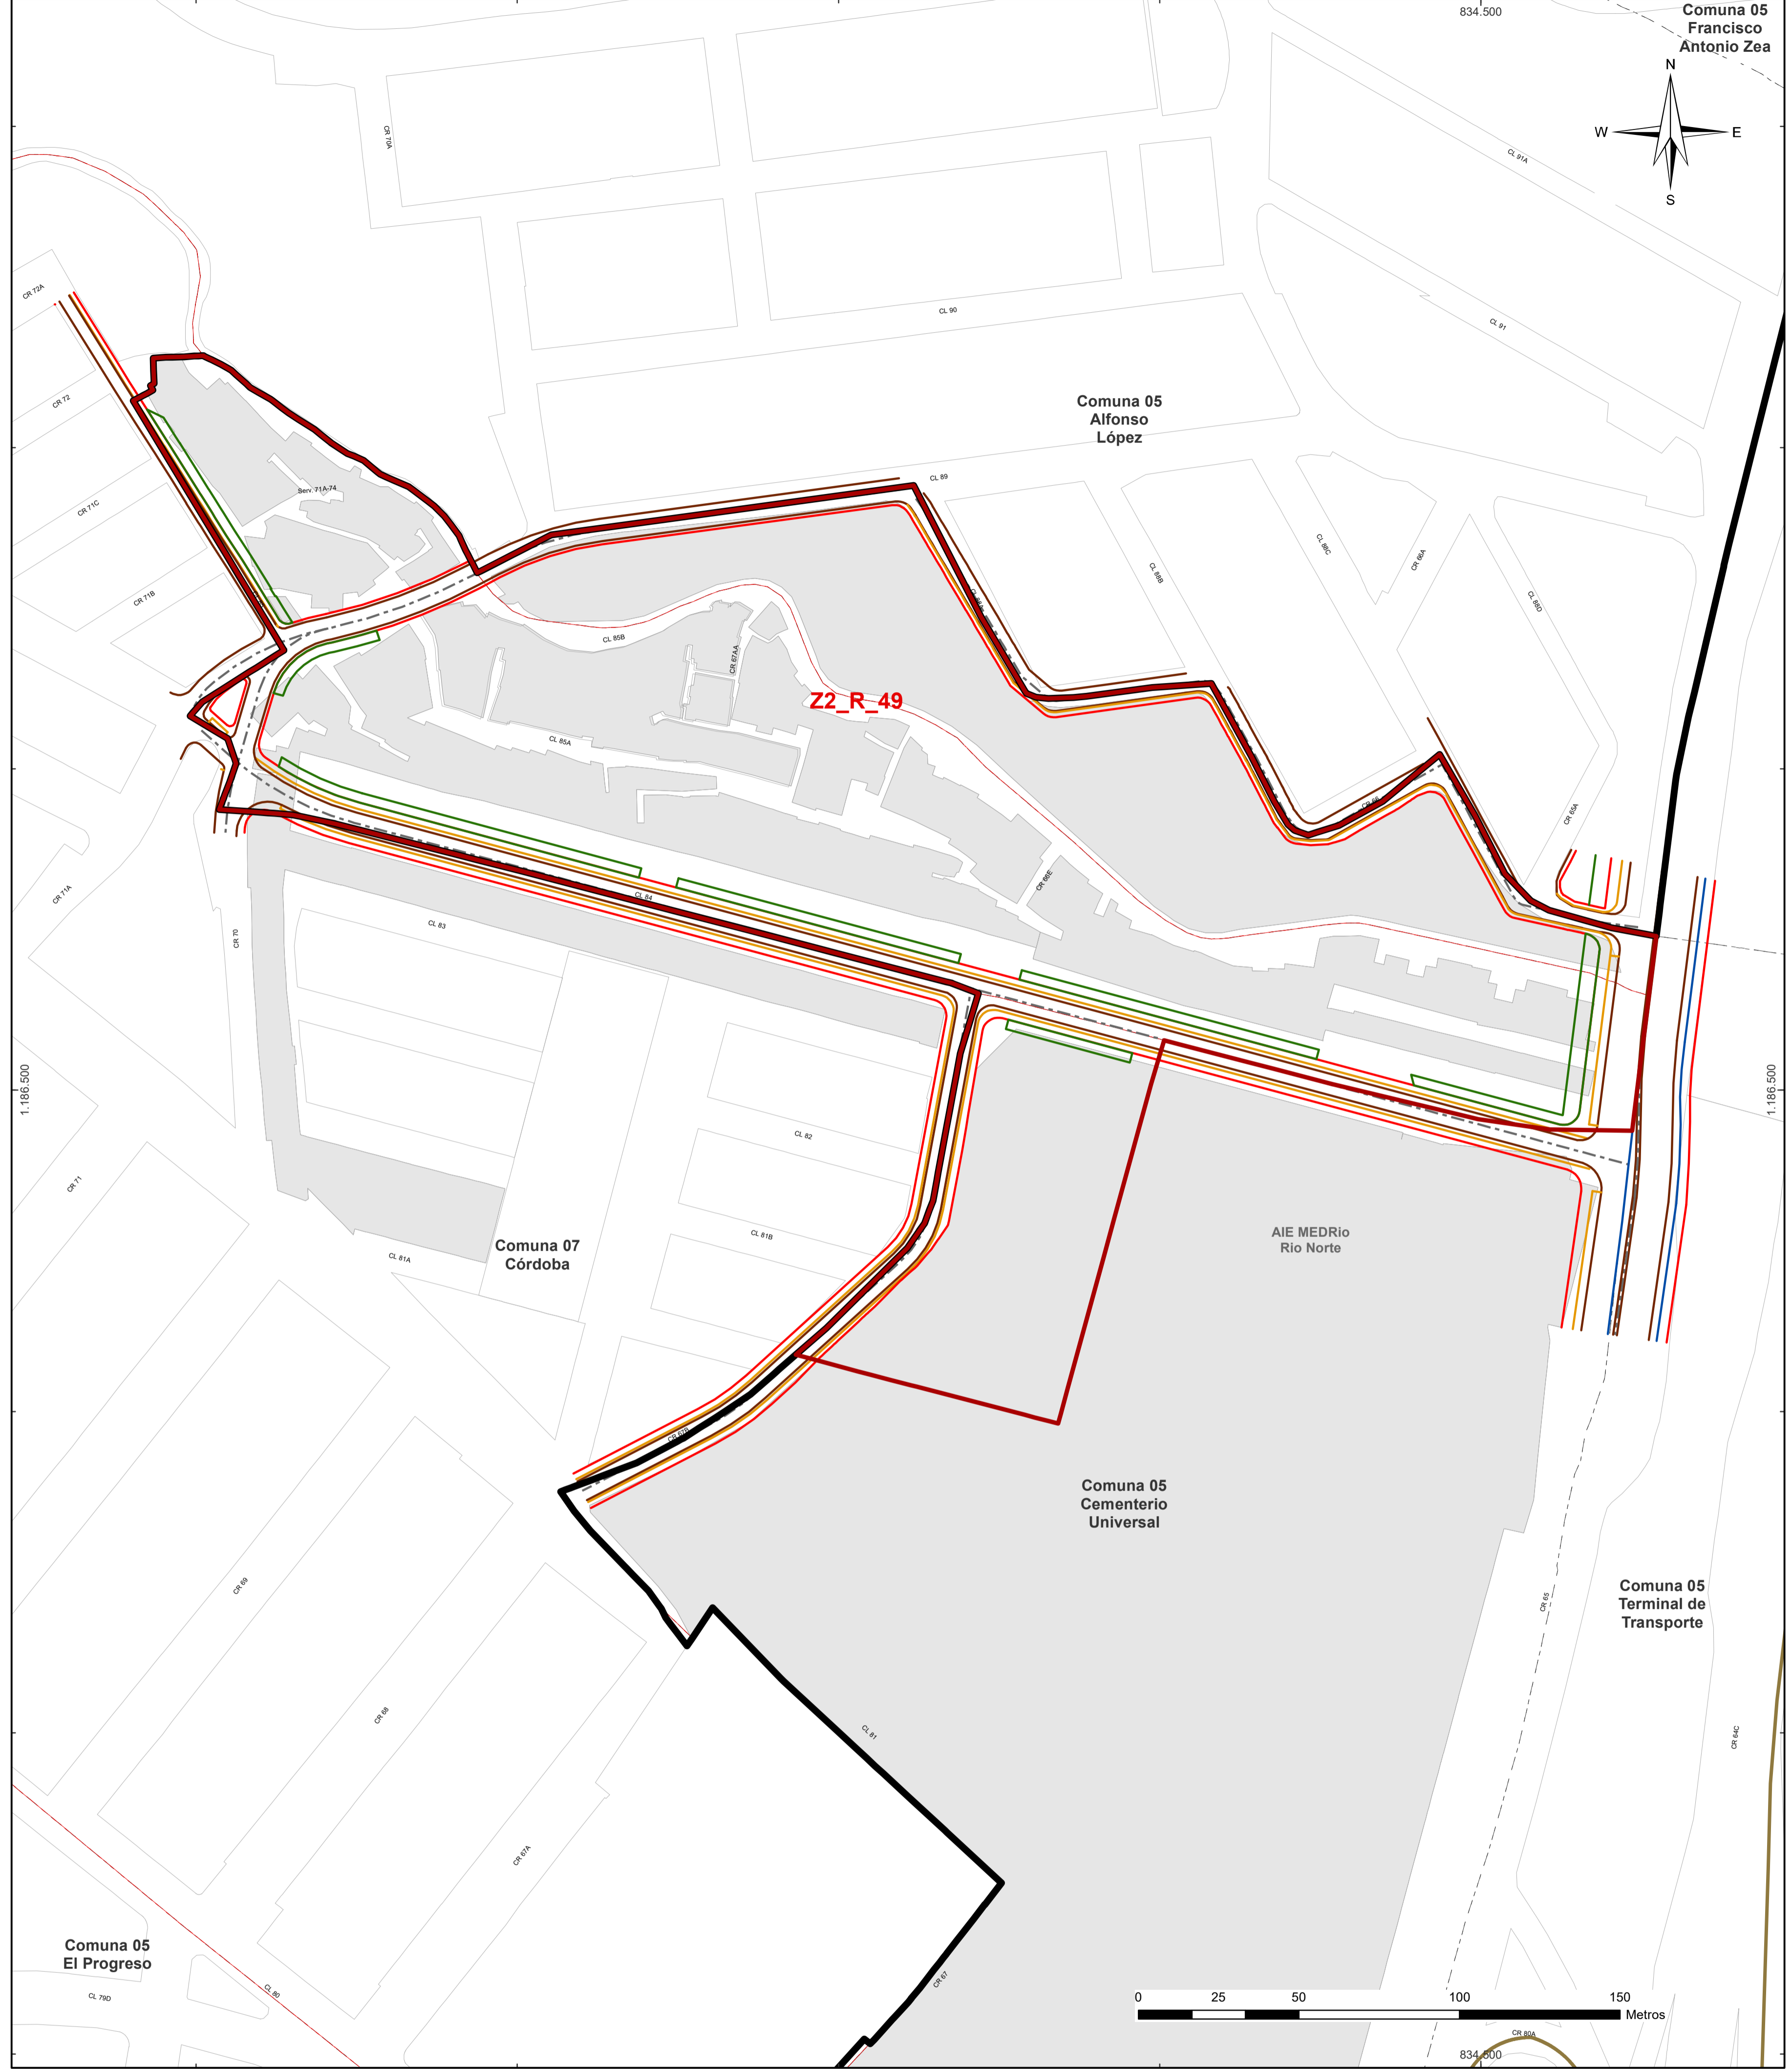 834.500
Comuna 05
Francisco
Antonio Zea
N
W
E
S
CR 70A
CL 91A
CR 72A
CL 90
CL 91
CR 72
Comuna 05
Alfonso
López
CL 89
Serv. 71A-74
CR 71C
CL 88C
CR 66A
CL 88B
CR 71B
CL 88D
CL 85B
CR 67AA
Z2_R_49
CL 85A
CR 66
CR 65A
CR 66E
CL 84
CR 71A
CL 83
CR 70
1.186.500
1.186.500
CL 82
CR 71
CL 81B
AIE MEDRio
Rio Norte
Comuna 07
Córdoba
CL 81A
CR 67B
Comuna 05
Cementerio
Universal
CR 69
CR 65
Comuna 05
Terminal de
Transporte
CR 68
CL 81
CR 64C
CR 67A
Comuna 05
El Progreso
CR 67
CL 80
CL 79D
0 25 50 100 150
Metros
CR 80A
834.500